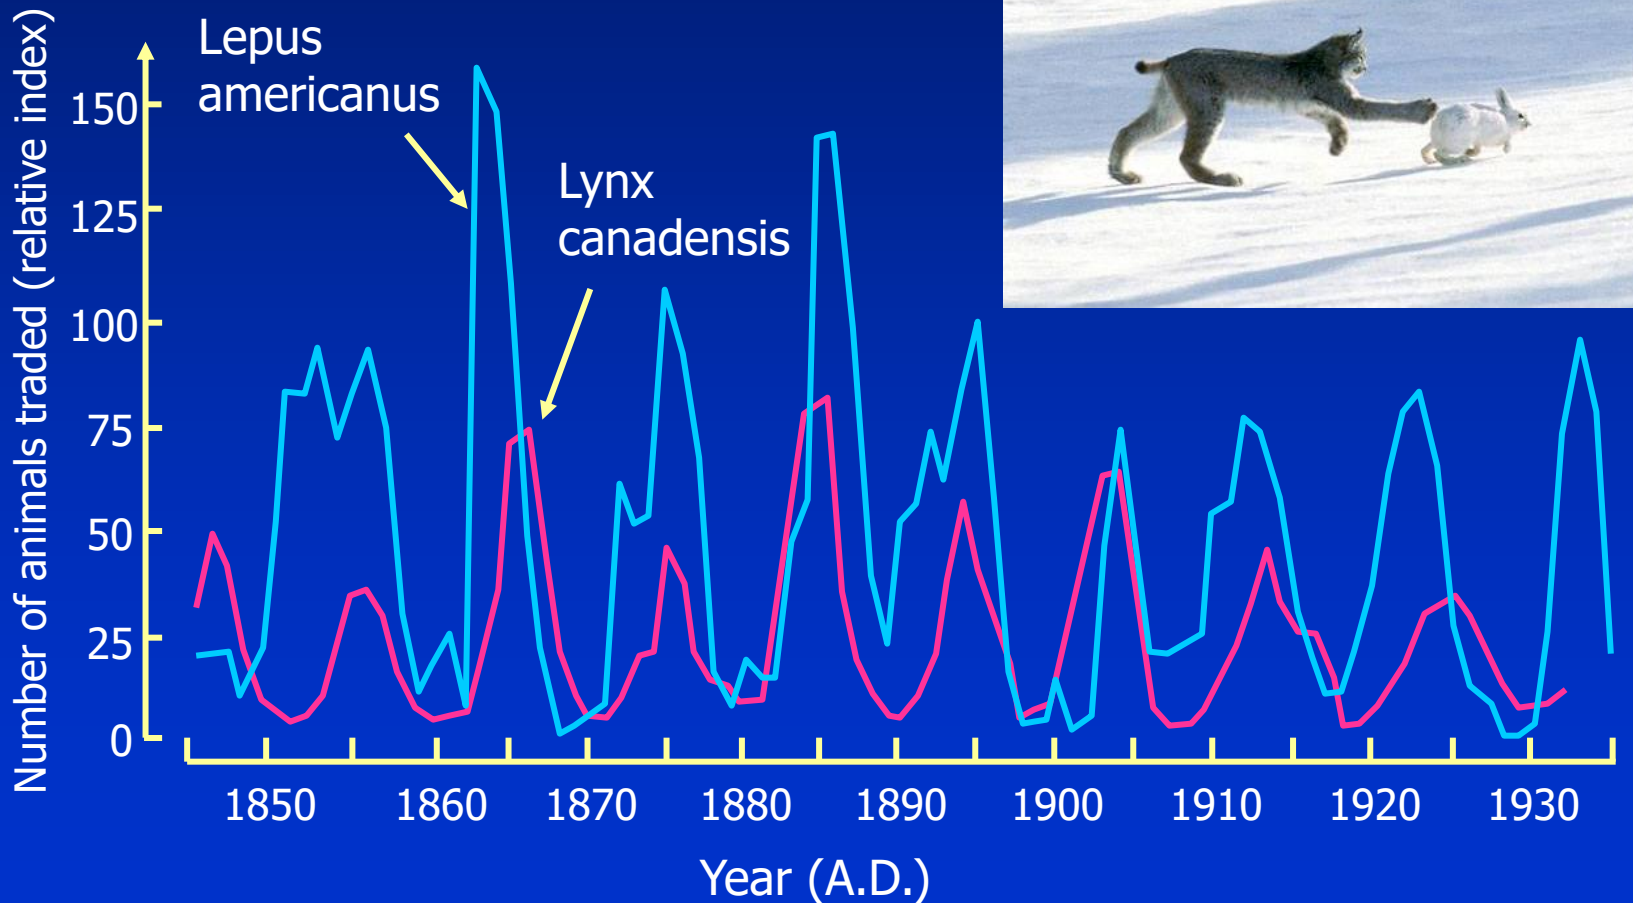 Number of animals traded (relative index)
Lepus
americanus
Lynx
canadensis
150
125
100
75
50
25
0
1850 1860 1870 1880 1890 1900 1910 1920 1930
Year (A.D.)